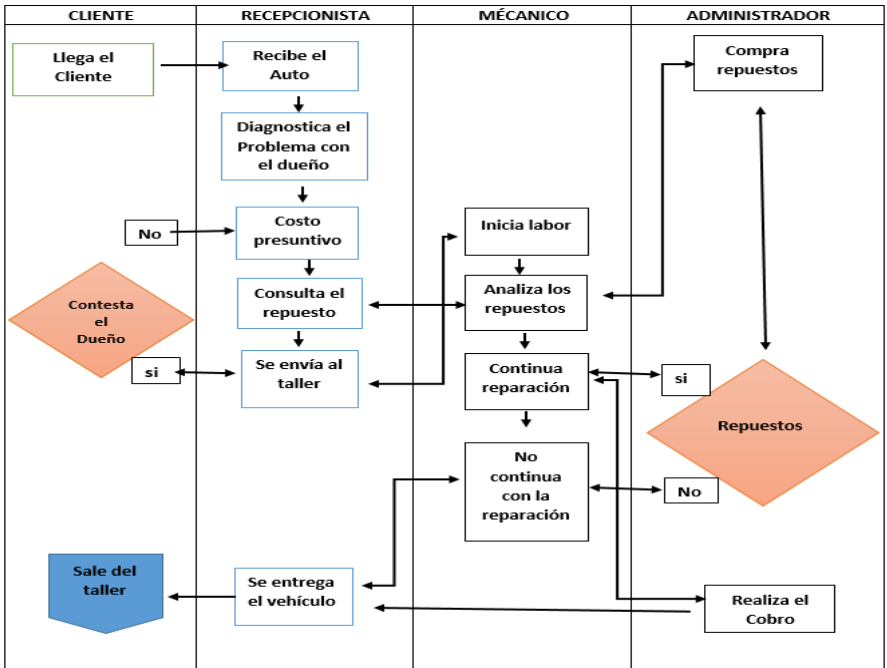 CLIENTE
RECEPCIONISTA
MÉCANICO
ADMINISTRADOR
Llega el
Cliente
Recibe el
Auto
Compra
repuestos
Diagnostica el
Problema con
el dueño
No
Costo
presuntivo
Inicia labor
Contesta
el
Dueño
Consulta el
repuesto
Analiza los
repuestos
si
Se envía al
taller
Continua
reparación
si
Repuestos
No
continua
con la
reparación
No
Sale del
taller
Se entrega
el vehículo
Realiza el
Cobro